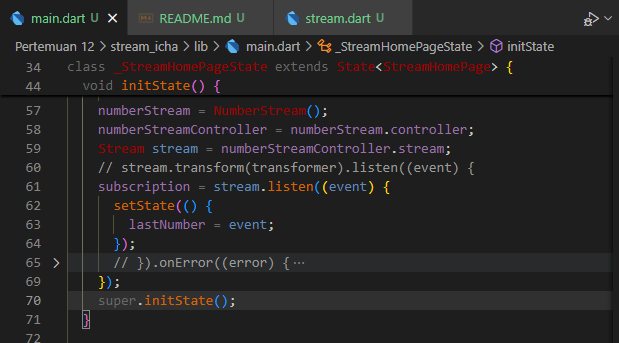 main.dart U × README.md U stream.dart U
Pertemuan 12 > stream_icha > lib > main.dart > _StreamHomePageState > initState
34 class _StreamHomePageState extends State<StreamHomePage> {
44 void initState() {
57 numberStream = NumberStream();
58 numberStreamController = numberStream.controller;
59 Stream stream = numberStreamController.stream;
60 // stream.transform(transformer).listen((event) {
61 subscription = stream.listen((event) {
62 setState(() {
63 lastNumber = event;
64 });
65 > // }).onError((error) {···
69 });
70 super.initState();
71 }
72